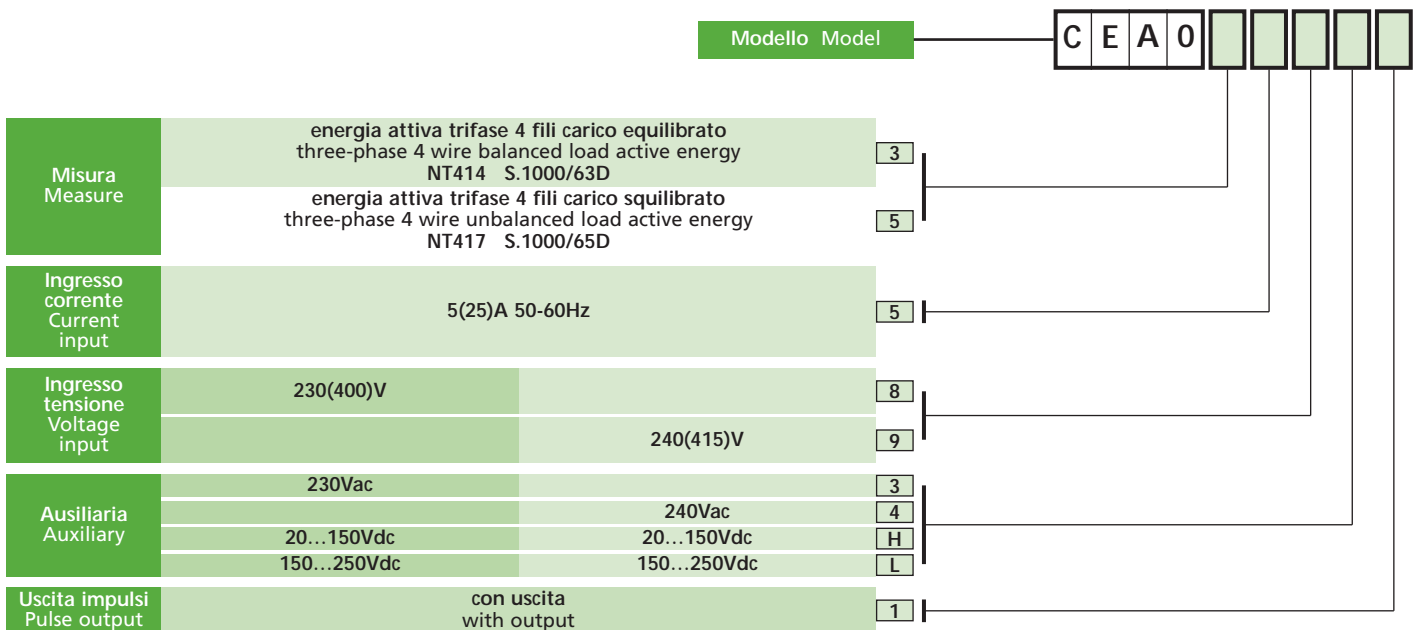 Modello Model
C E A 0
Misura
Measure
energia attiva trifase 4 fili carico equilibrato
three-phase 4 wire balanced load active energy
NT414 S.1000/63D
3
energia attiva trifase 4 fili carico squilibrato
three-phase 4 wire unbalanced load active energy
NT417 S.1000/65D
5
Ingresso
corrente
Current
input
5(25)A 50-60Hz
5
Ingresso
tensione
Voltage
input
230(400)V
8
240(415)V
9
Ausiliaria
Auxiliary
230Vac
3
240Vac
4
20...150Vdc 20...150Vdc
H
150...250Vdc 150...250Vdc
L
Uscita impulsi
Pulse output
con uscita
with output
1